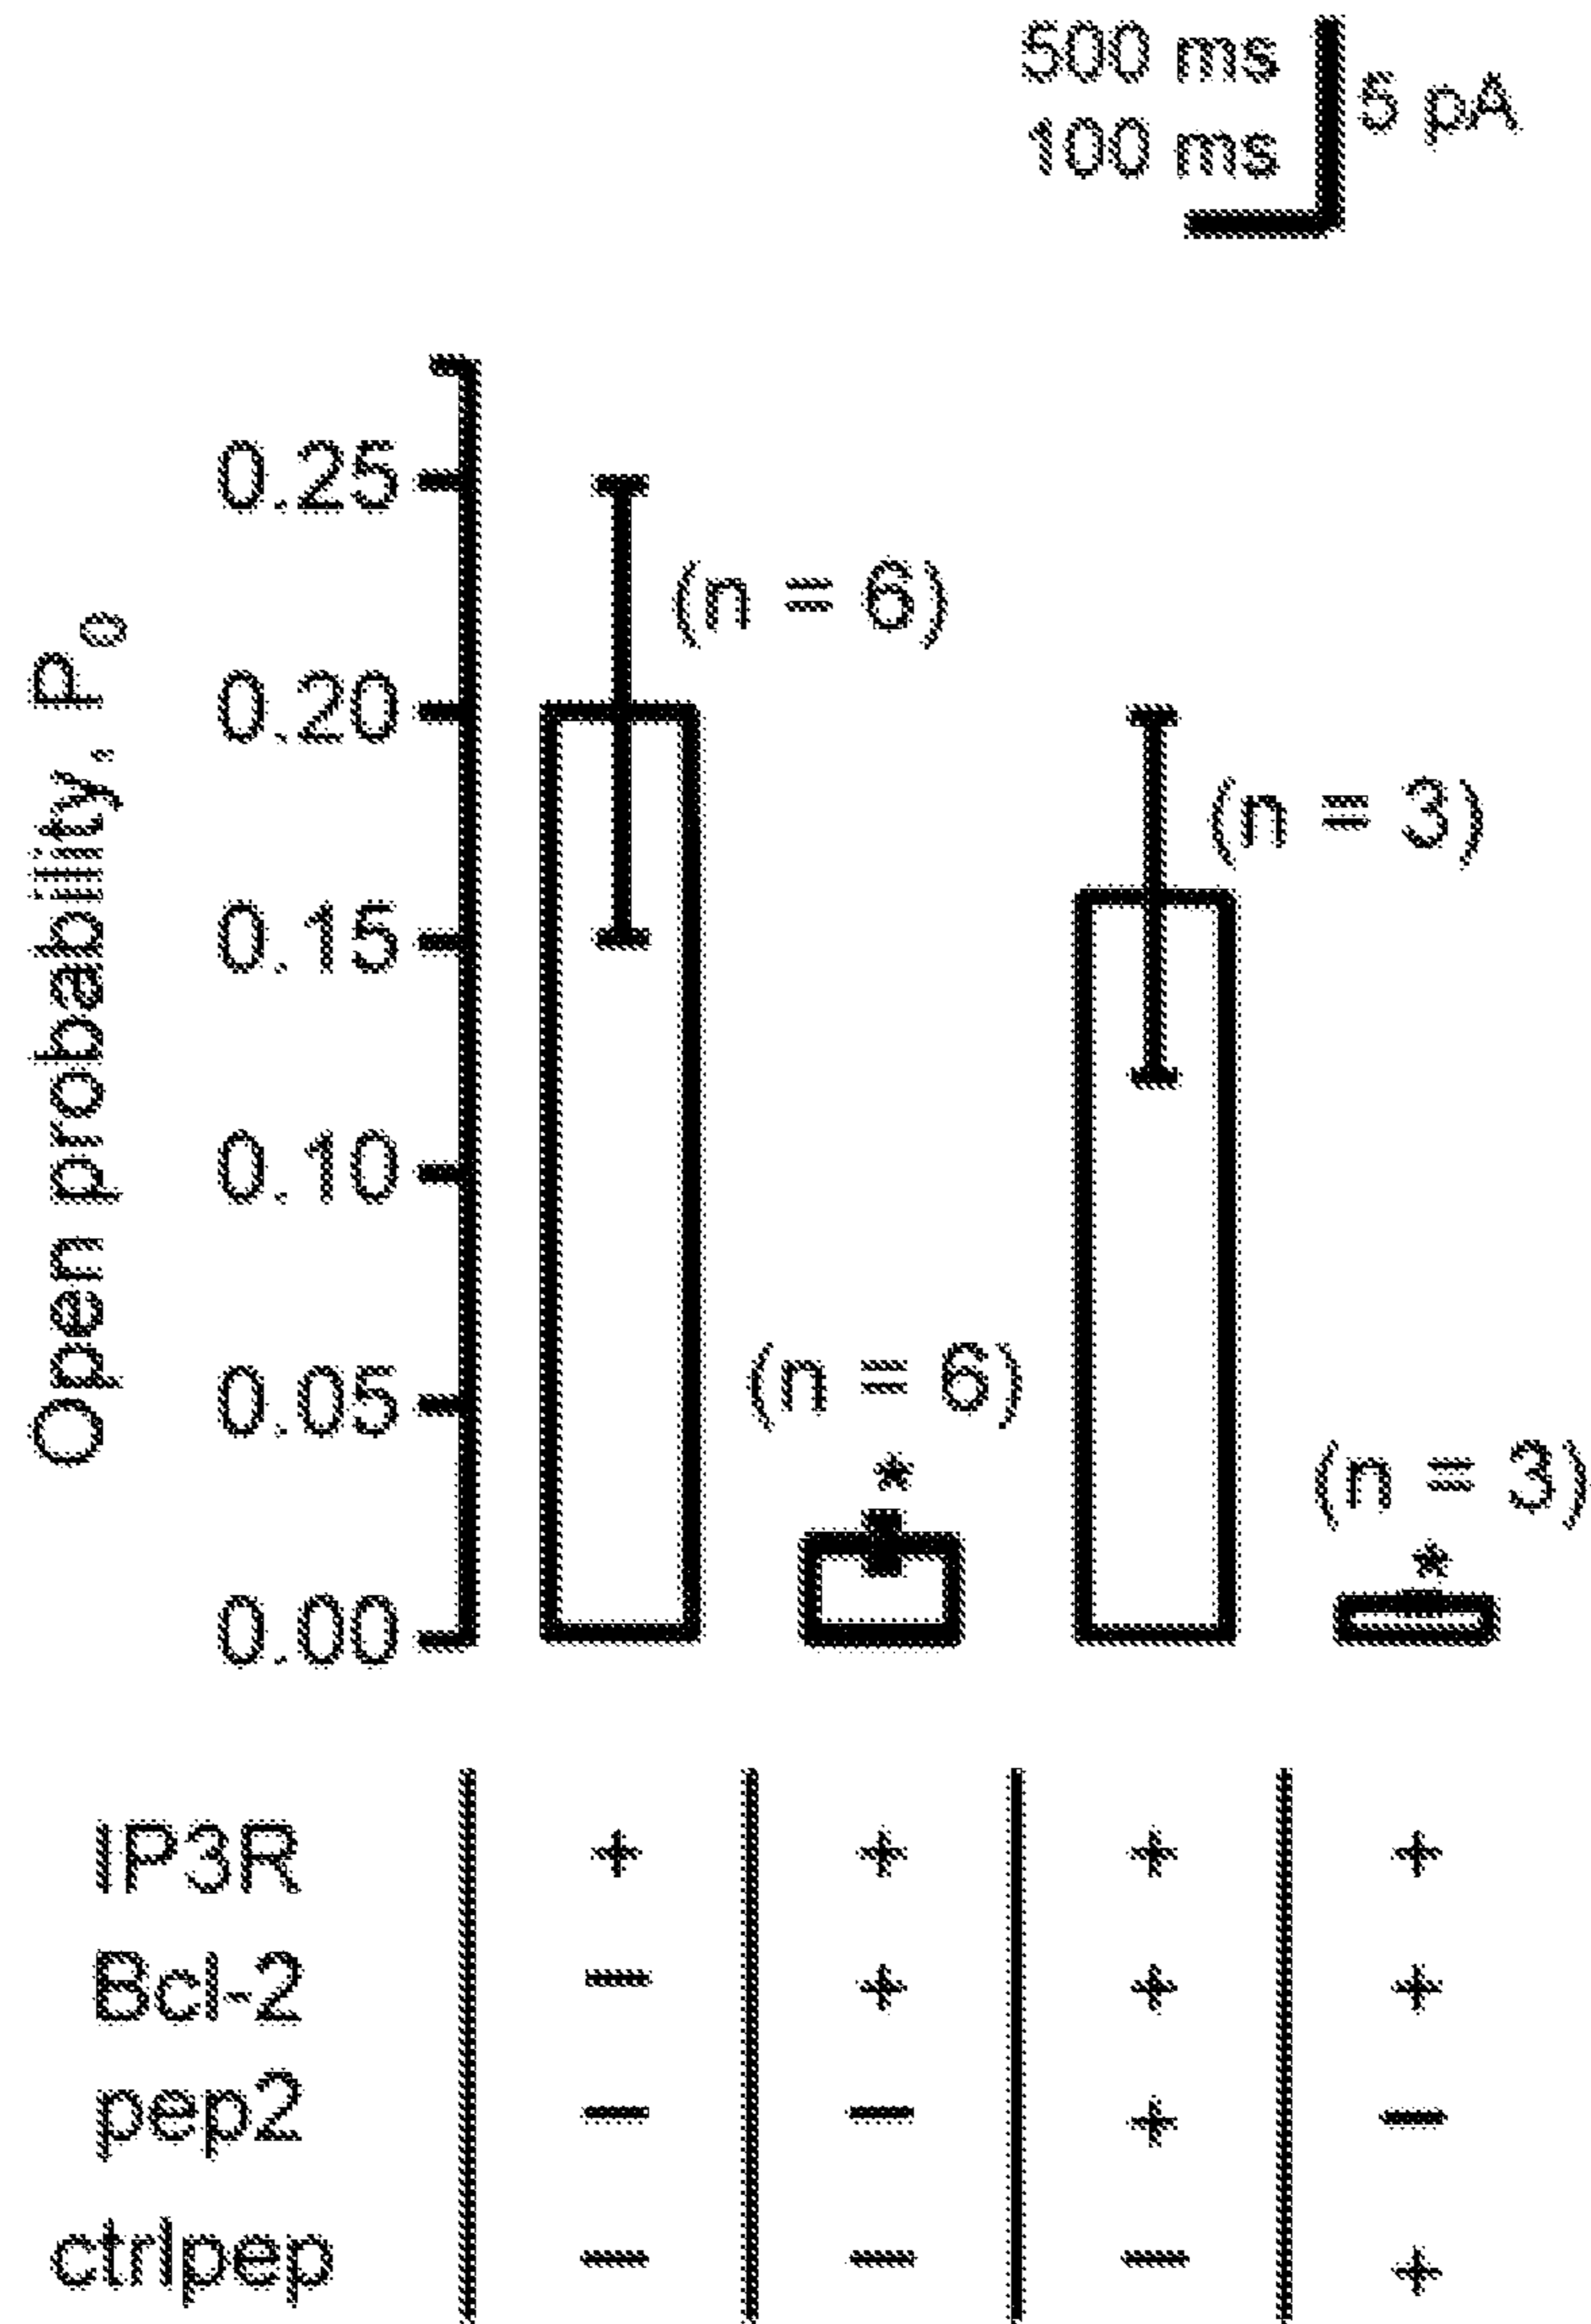 500 ms
100 ms
5 pA
Open probability, Po
0.25
0.20
0.15
0.10
0.05
0.00
(n = 6)
(n = 6)
*
(n = 3)
(n = 3)
*
IP3R + + + +
Bcl-2 – + + +
pep2 – – + –
ctrlpep – – – +